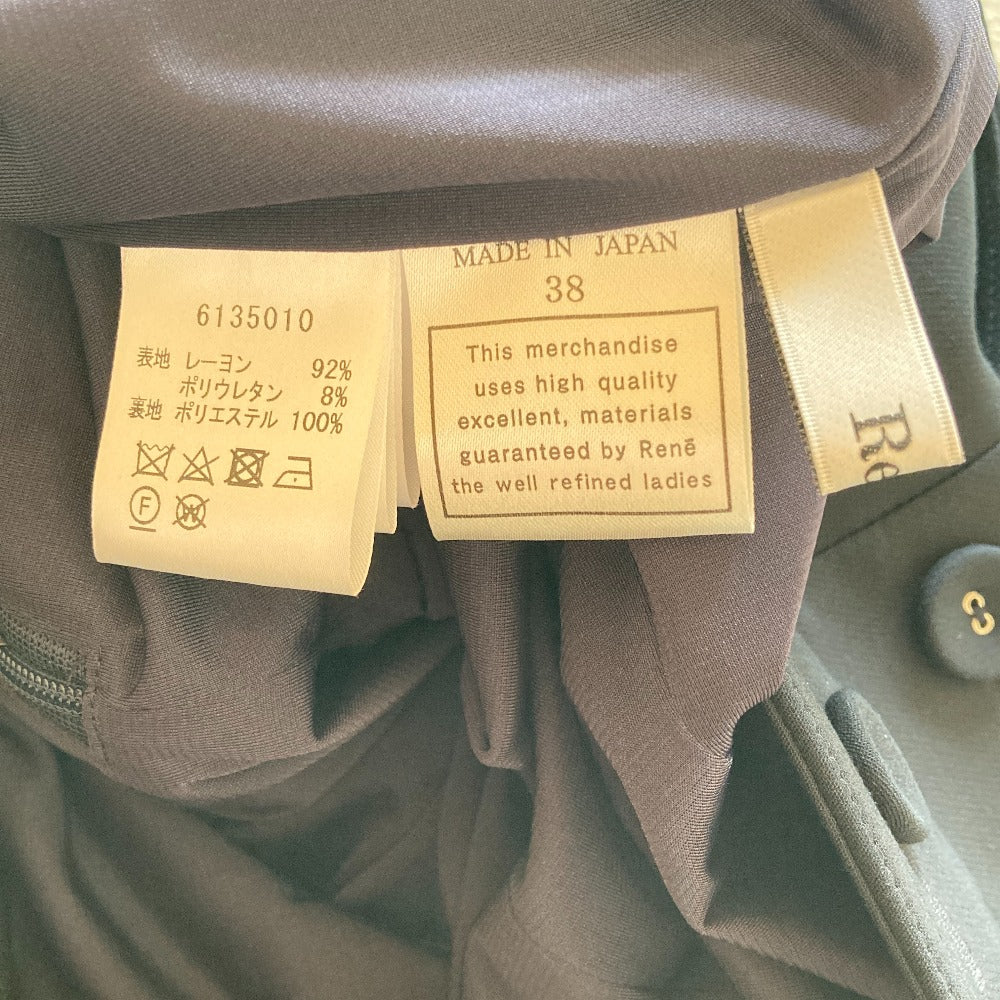 6135010
表地 レーヨン 92%
ポリウレタン 8%
裏地 ポリエステル 100%
F
W
MADE IN JAPAN
38
This merchandise
uses high quality
excellent, materials
guaranteed by René
the well refined ladies
Re